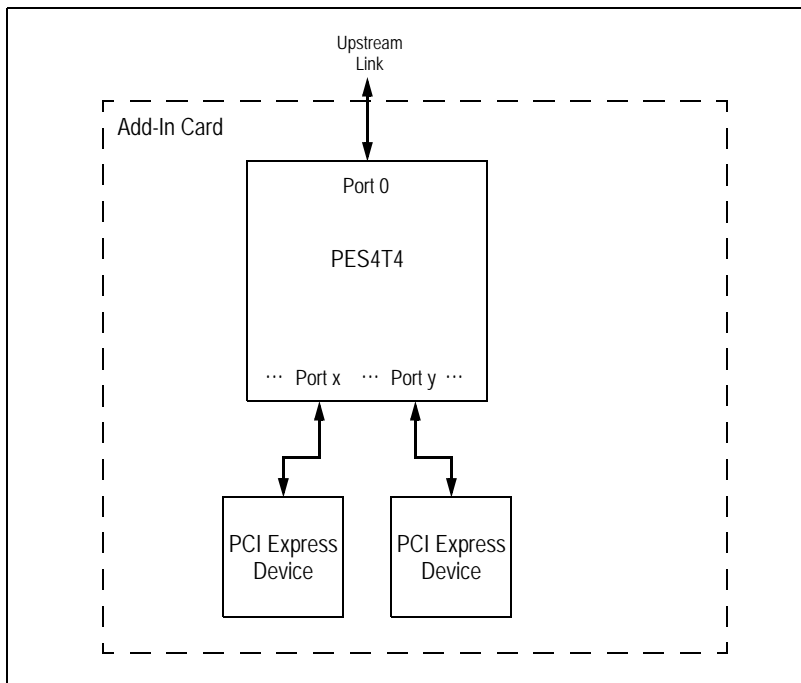 Upstream
Link
Add-In Card
Port 0
PES4T4
··· Port x ··· Port y ···
PCI Express
Device
PCI Express
Device